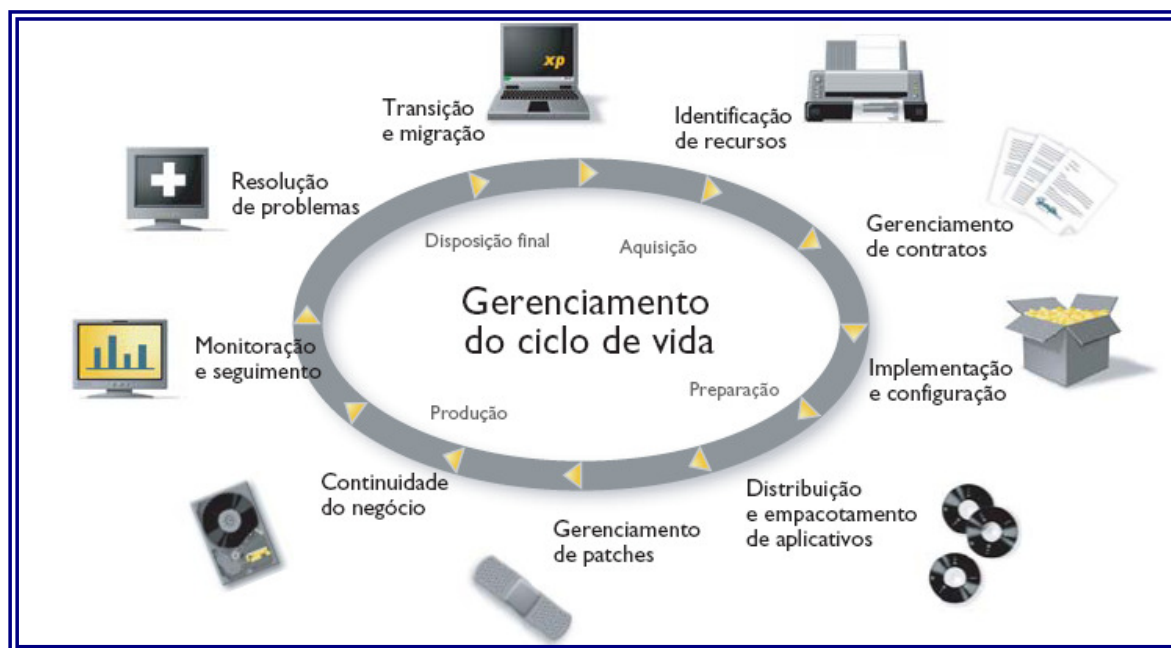 xp
Transição
e migração
Identificação
de recursos
Resolução
de problemas
Gerenciamento
de contratos
Disposição final
Aquisição
Gerenciamento
do ciclo de vida
Monitoração
e seguimento
Implementação
e configuração
Preparação
Produção
Continuidade
do negócio
Distribuição
e empacotamento
de aplicativos
Gerenciamento
de patches